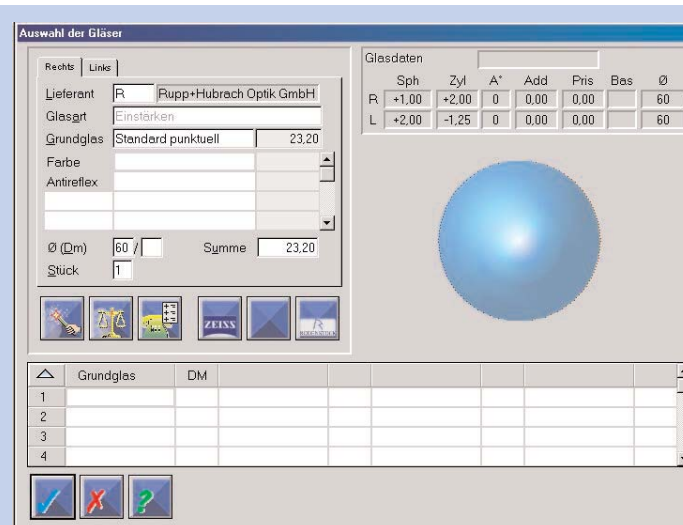 Auswahl der Gläser
Rechts Links
Lieferant R Rupp+Hubrach Optik GmbH
Glasart Einstärken
Grundglas Standard punktuell 23,20
Farbe
Antireflex
Ø (Dm) 60 / Summe 23,20
Stück 1
ZEISS
R
RODENSTOCK
Glasdaten
Sph Zyl A° Add Pris Bas Ø
R +1,00 +2,00 0 0,00 0,00 60
L +2,00 -1,25 0 0,00 0,00 60
Grundglas DM
1
2
3
4
?